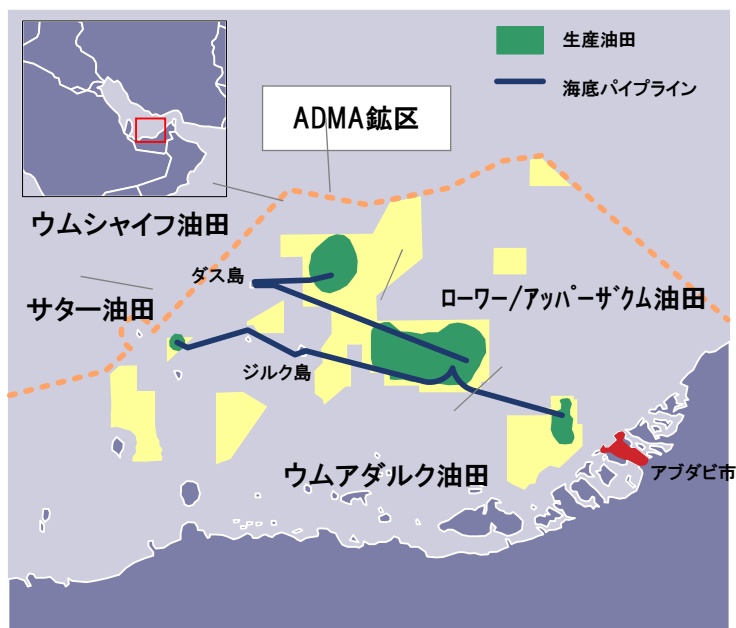 生産油田
海底パイプライン
ADMA鉱区
ウムシャイフ油田
ダス島
サター油田
ローワー/アッパーザクム油田
ジルク島
ウムアダルク油田
アブダビ市